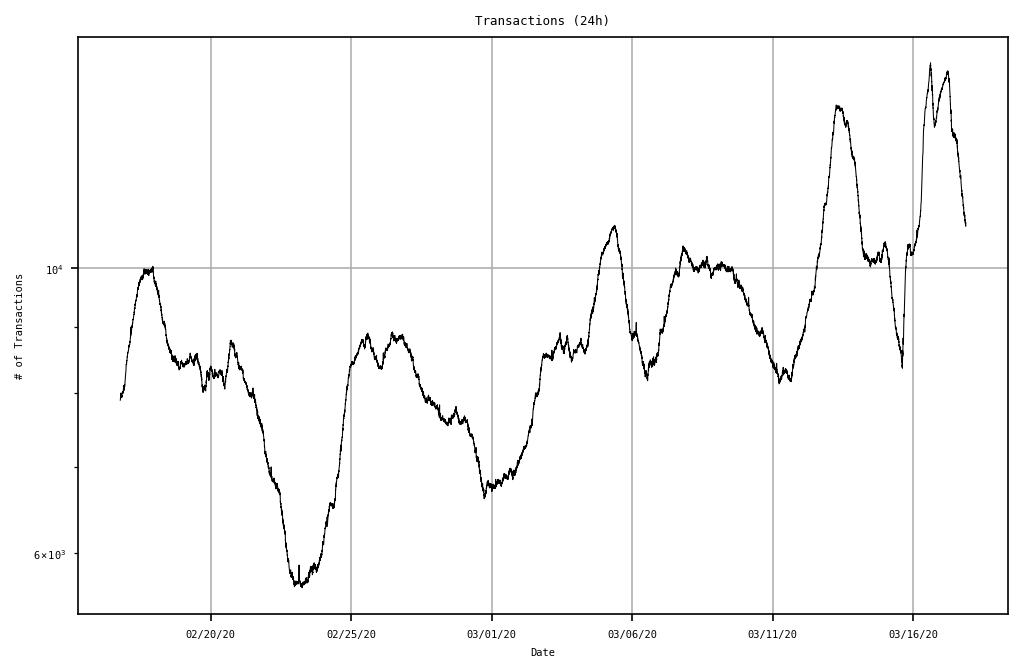 Transactions (24h)
# of Transactions
10⁴
6×10³
02/20/20 02/25/20 03/01/20 03/06/20 03/11/20 03/16/20
Date